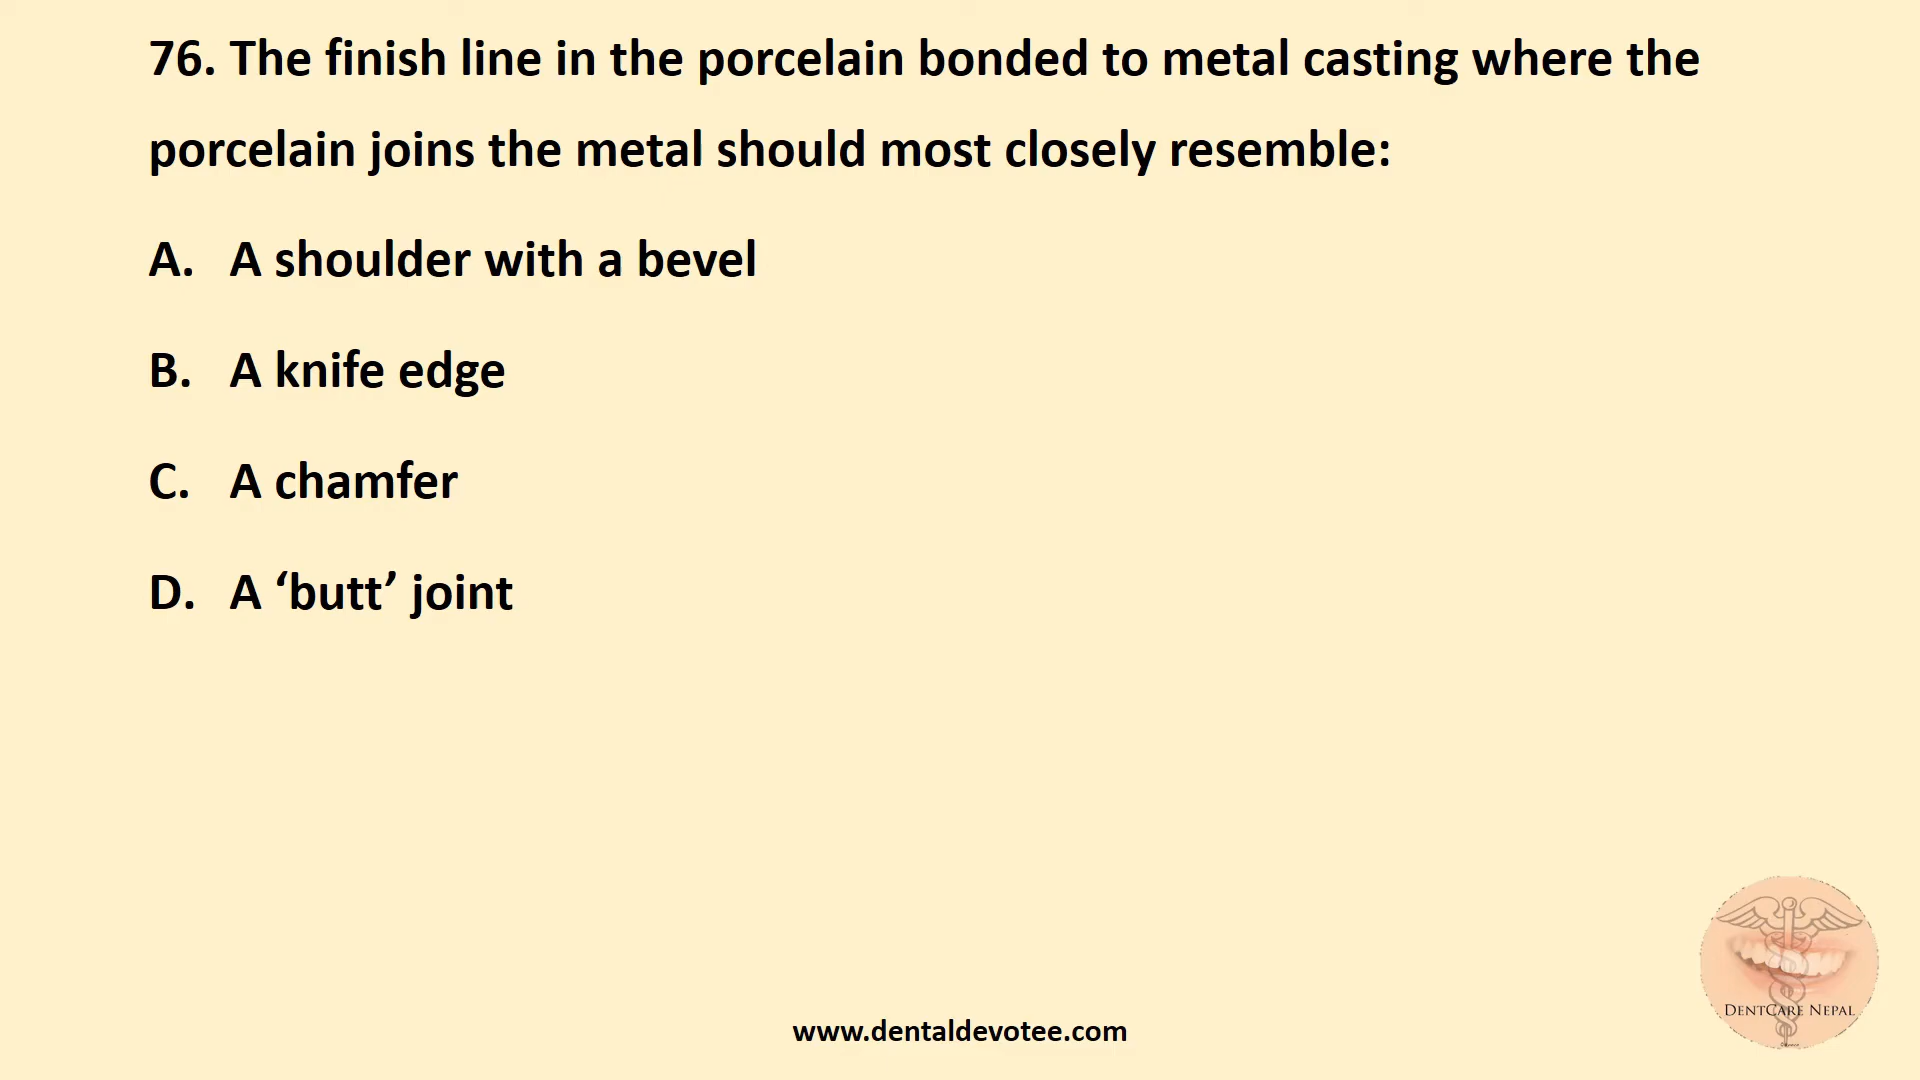 76. The finish line in the porcelain bonded to metal casting where the
porcelain joins the metal should most closely resemble:
A. A shoulder with a bevel
B. A knife edge
C. A chamfer
D. A ‘butt’ joint
DENTCARE NEPAL
www.dentaldevotee.com